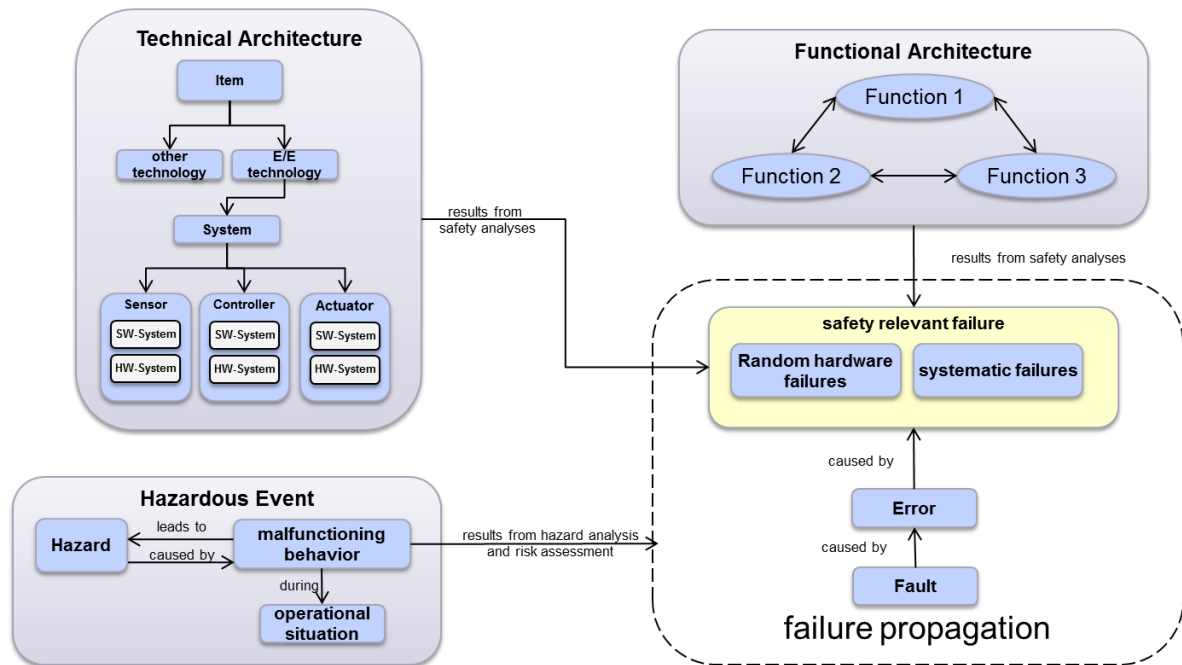 Technical Architecture
Item
other
technology
E/E
technology
System
Sensor
SW-System
HW-System
Controller
SW-System
HW-System
Actuator
SW-System
HW-System
results from
safety analyses
Functional Architecture
Function 1
Function 2
Function 3
results from safety analyses
safety relevant failure
Random hardware
failures
systematic failures
caused by
Error
caused by
Fault
failure propagation
Hazardous Event
Hazard
leads to
caused by
malfunctioning
behavior
during
operational
situation
results from hazard analysis
and risk assessment